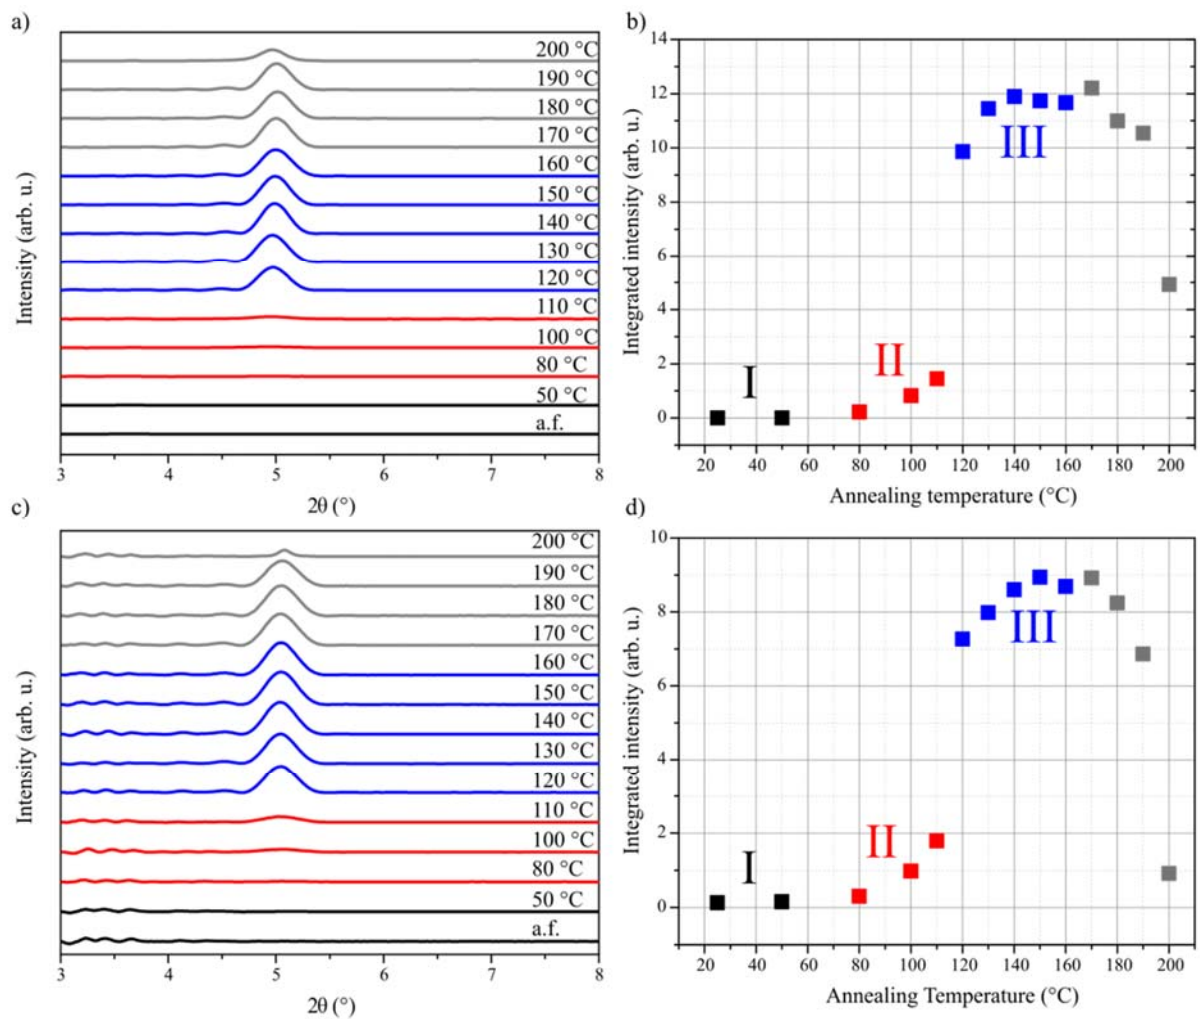 a)
200 °C
190 °C
180 °C
170 °C
160 °C
150 °C
140 °C
130 °C
120 °C
110 °C
100 °C
80 °C
50 °C
a.f.
Intensity (arb. u.)
3 4 5 6 7 8
2θ (°)
b)
14
12
10
8
6
4
2
0
Integrated intensity (arb. u.)
I
II
III
20 40 60 80 100 120 140 160 180 200
Annealing temperature (°C)
c)
200 °C
190 °C
180 °C
170 °C
160 °C
150 °C
140 °C
130 °C
120 °C
110 °C
100 °C
80 °C
50 °C
a.f.
Intensity (arb. u.)
3 4 5 6 7 8
2θ (°)
d)
10
8
6
4
2
0
Integrated intensity (arb. u.)
I
II
III
20 40 60 80 100 120 140 160 180 200
Annealing Temperature (°C)